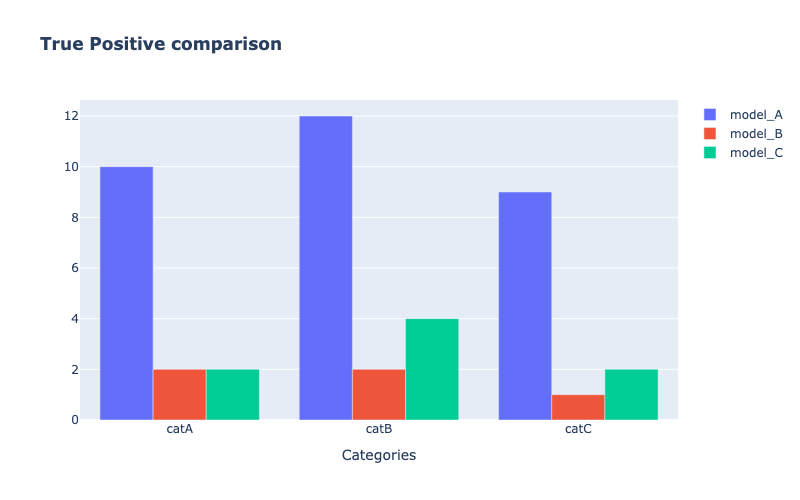 True Positive comparison
12
10
8
6
4
2
0
catA
catB
catC
Categories
model_A
model_B
model_C